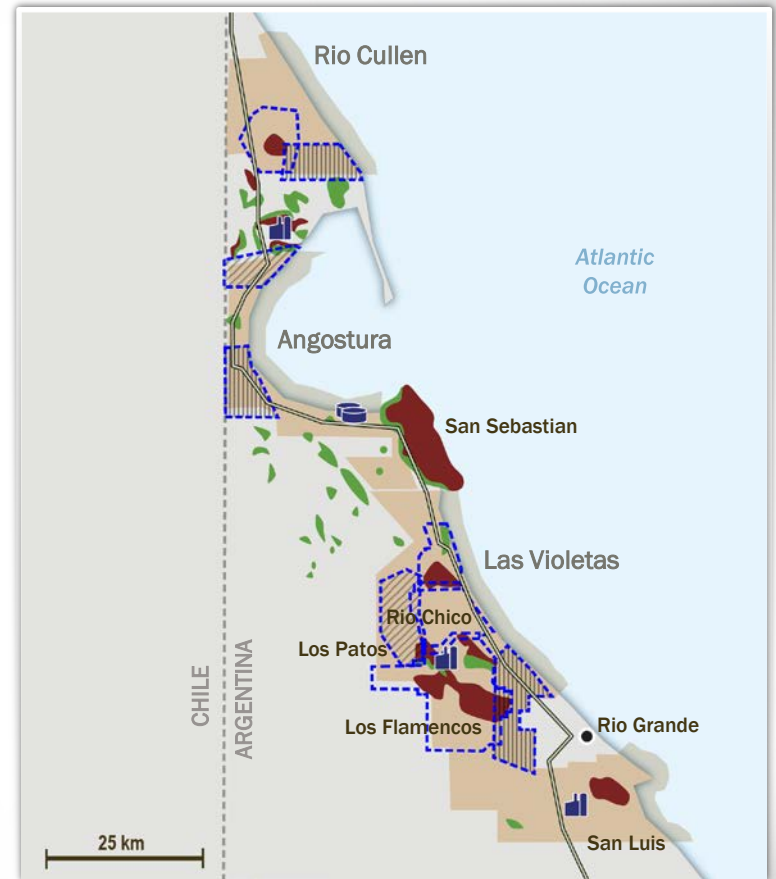 Rio Cullen
Atlantic
Ocean
Angostura
San Sebastian
Las Violetas
Rio Chico
Los Patos
CHILE
ARGENTINA
Los Flamencos
Rio Grande
25 km
San Luis